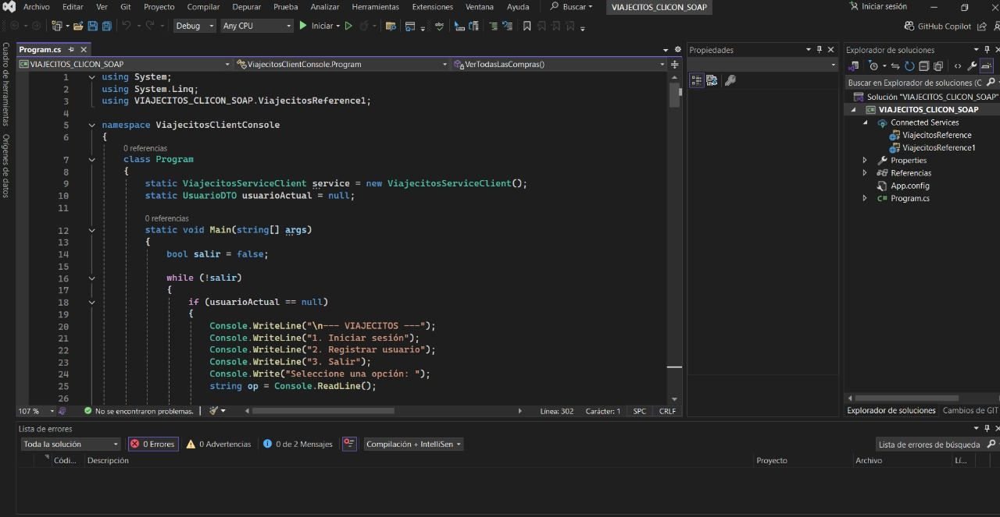 Archivo Editar Ver Git Proyecto Compilar Depurar Prueba Analizar Herramientas Extensiones Ventana Ayuda Buscar VIAJECITOS_CLICON_SOAP Iniciar sesión
Debug Any CPU Iniciar GitHub Copilot
Cuadro de herramientas
Orígenes de datos
Program.cs
VIAJECITOS_CLICON_SOAP ViajecitosClientConsole.Program VerTodasLasCompras()
1 using System;
2 using System.Linq;
3 using VIAJECITOS_CLICON_SOAP.ViajecitosReference1;
4
5 namespace ViajecitosClientConsole
6 {
0 referencias
7 class Program
8 {
9 static ViajecitosServiceClient service = new ViajecitosServiceClient();
10 static UsuarioDTO usuarioActual = null;
11
0 referencias
12 static void Main(string[] args)
13 {
14 bool salir = false;
15
16 while (!salir)
17 {
18 if (usuarioActual == null)
19 {
20 Console.WriteLine("\n--- VIAJECITOS ---");
21 Console.WriteLine("1. Iniciar sesión");
22 Console.WriteLine("2. Registrar usuario");
23 Console.WriteLine("3. Salir");
24 Console.Write("Seleccione una opción: ");
25 string op = Console.ReadLine();
26
107 % No se encontraron problemas. Línea: 302 Carácter: 1 SPC CRLF
Propiedades
Explorador de soluciones
Buscar en Explorador de soluciones (C
Solución "VIAJECITOS_CLICON_SOAP"
VIAJECITOS_CLICON_SOAP
Connected Services
ViajecitosReference
ViajecitosReference1
Properties
Referencias
App.config
C# Program.cs
Explorador de soluciones Cambios de GIT
Lista de errores
Toda la solución 0 Errores 0 Advertencias 0 de 2 Mensajes Compilación + IntelliSen Lista de errores de búsqueda
Códi... Descripción Proyecto Archivo Lí...